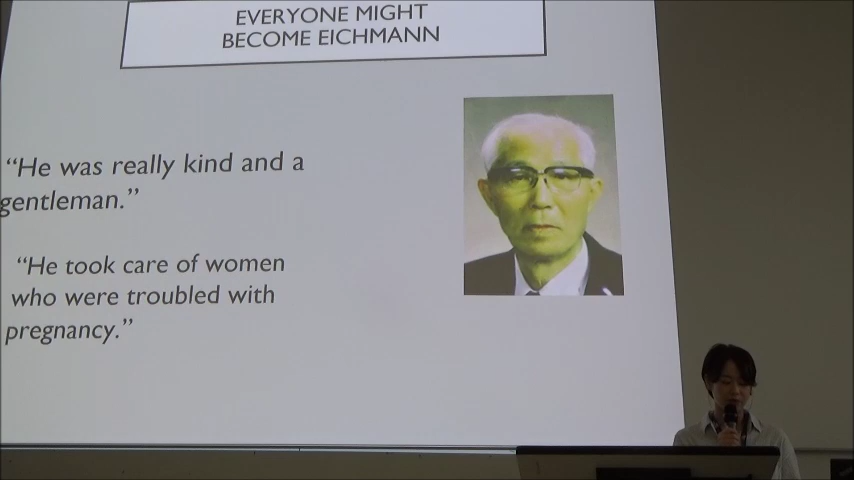 EVERYONE MIGHT
BECOME EICHMANN
“He was really kind and a
gentleman.”
“He took care of women
who were troubled with
pregnancy.”